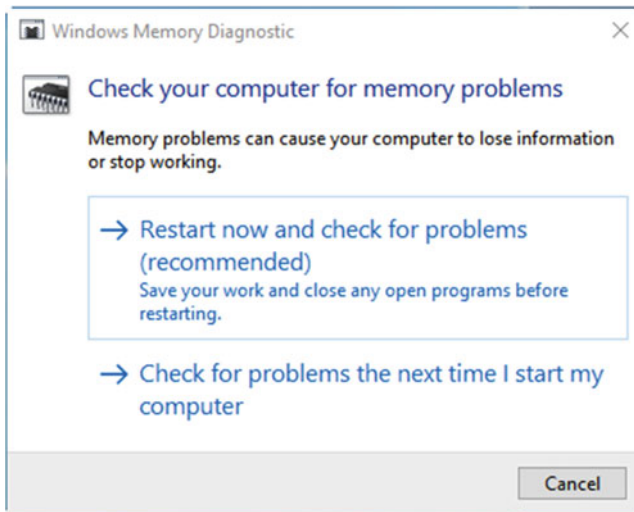 Windows Memory Diagnostic
Check your computer for memory problems
Memory problems can cause your computer to lose information
or stop working.
Restart now and check for problems
(recommended)
Save your work and close any open programs before
restarting.
Check for problems the next time I start my
computer
Cancel